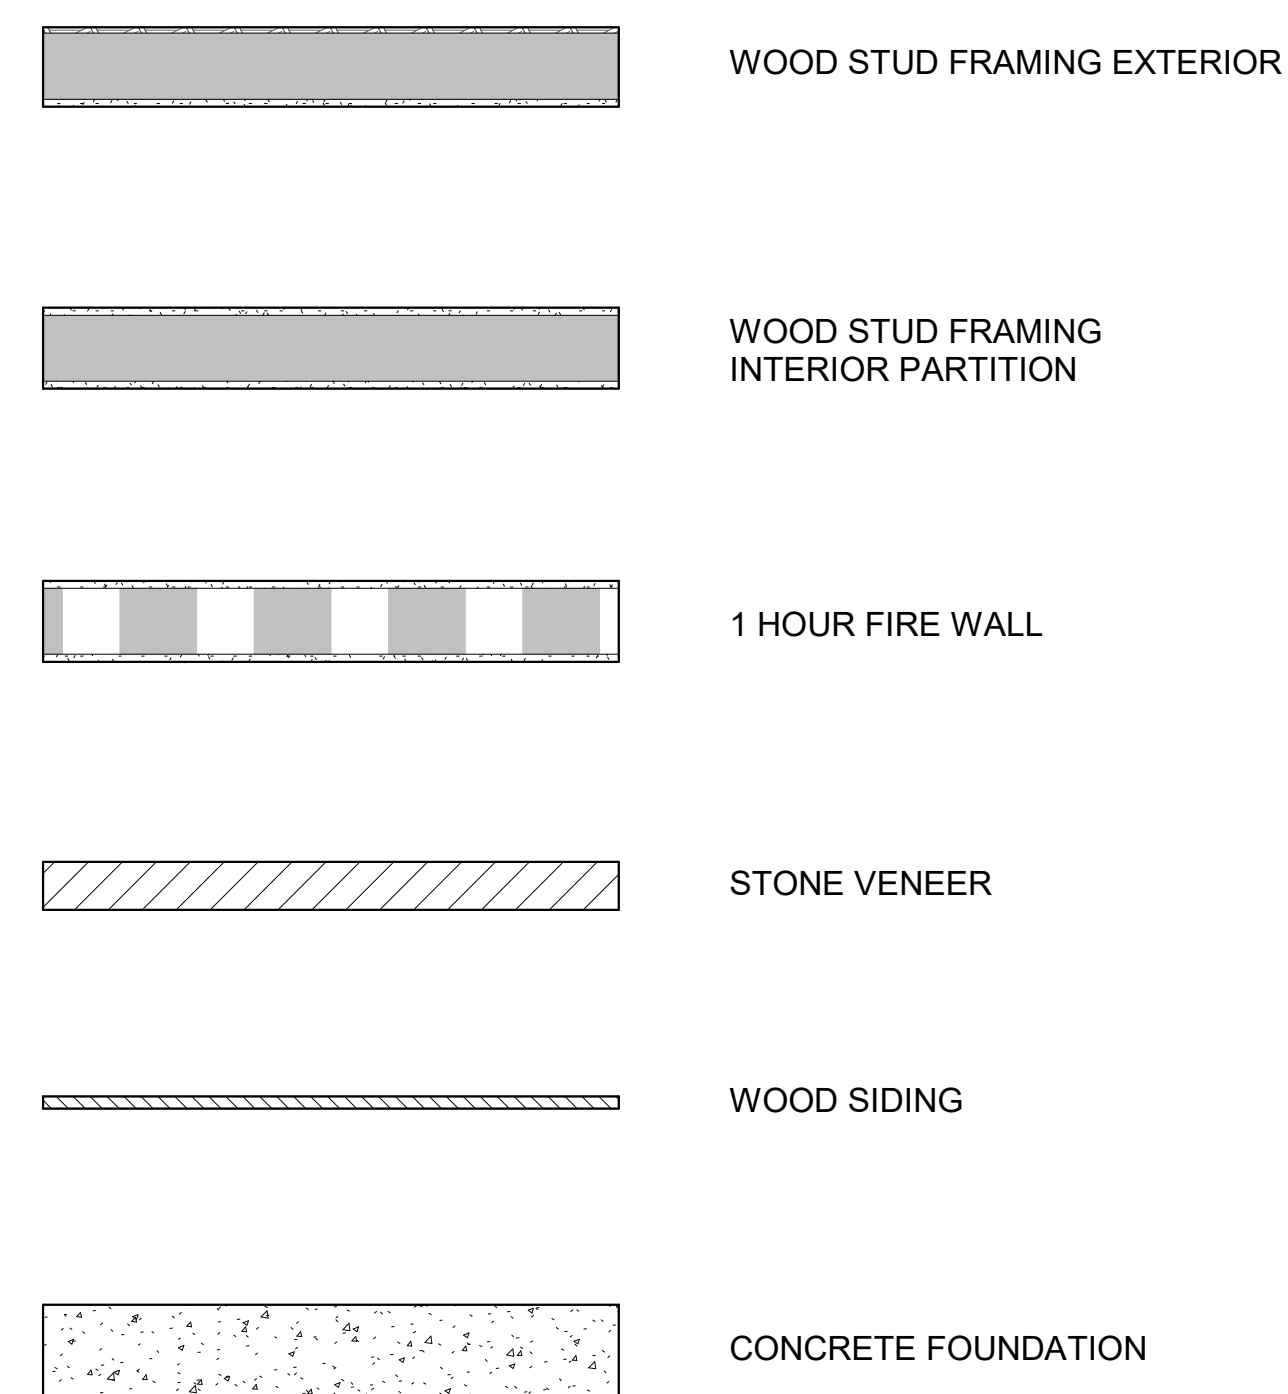 WOOD STUD FRAMING EXTERIOR
WOOD STUD FRAMING
INTERIOR PARTITION
1 HOUR FIRE WALL
STONE VENEER
WOOD SIDING
CONCRETE FOUNDATION